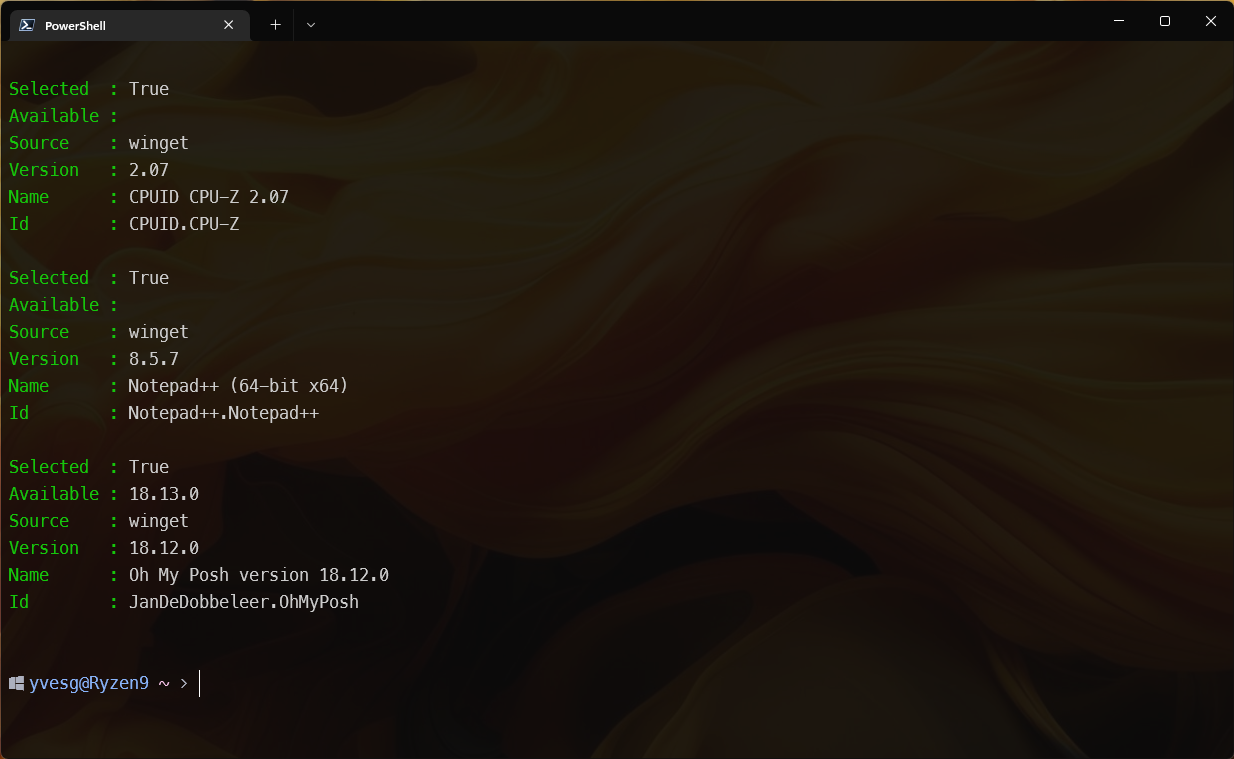 PowerShell
Selected  : True
Available :
Source    : winget
Version   : 2.07
Name      : CPUID CPU-Z 2.07
Id        : CPUID.CPU-Z
Selected  : True
Available :
Source    : winget
Version   : 8.5.7
Name      : Notepad++ (64-bit x64)
Id        : Notepad++.Notepad++
Selected  : True
Available : 18.13.0
Source    : winget
Version   : 18.12.0
Name      : Oh My Posh version 18.12.0
Id        : JanDeDobbeleer.OhMyPosh
yvesg@Ryzen9 ~ >